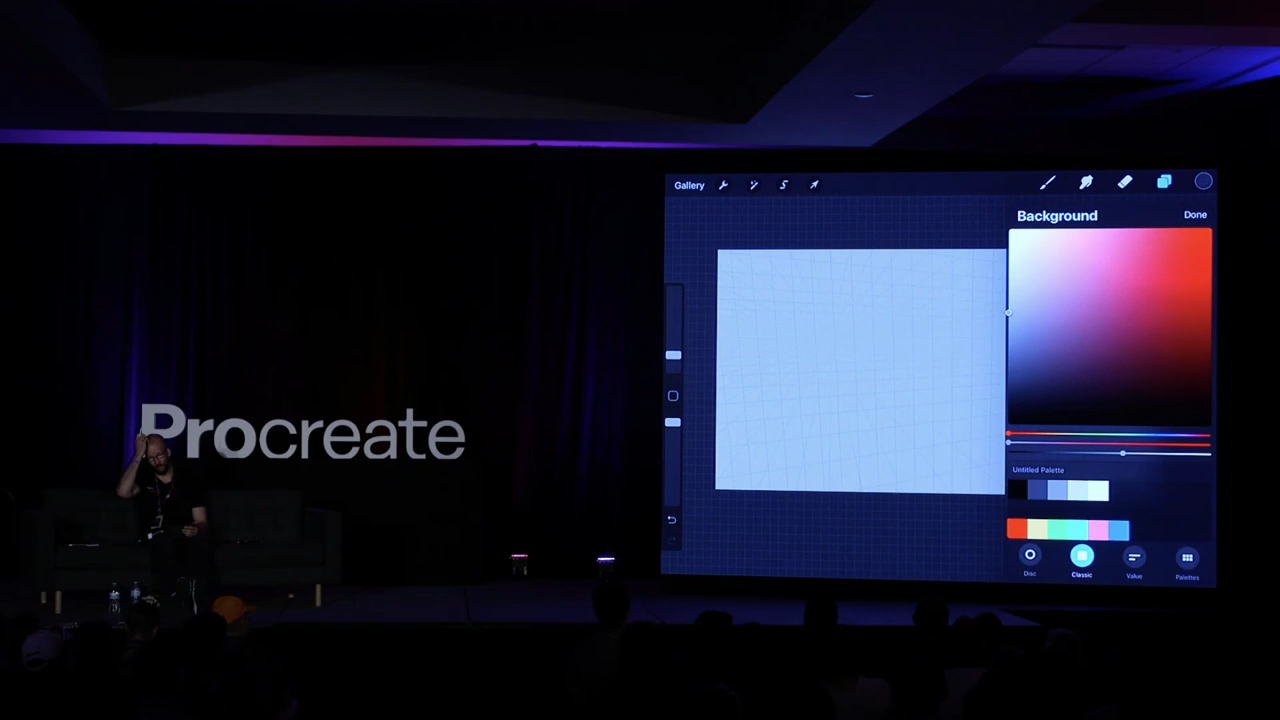 Procreate
Gallery
Background
Done
Untitled Palette
Disc
Classic
Value
Palettes